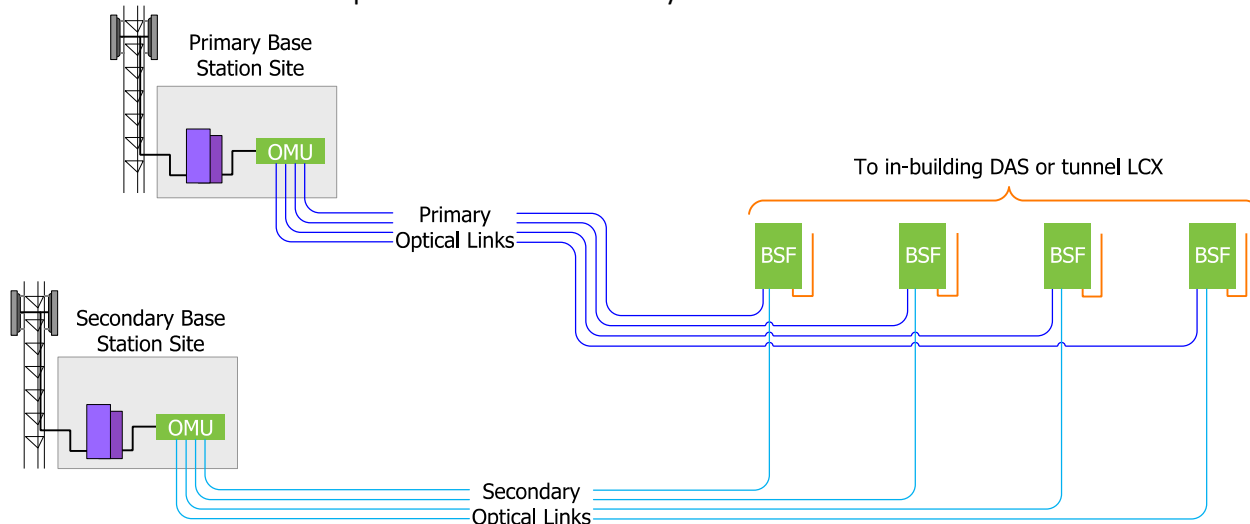 Primary Base
Station Site
OMU
To in-building DAS or tunnel LCX
Primary
Optical Links
BSF
BSF
BSF
BSF
Secondary Base
Station Site
OMU
Secondary
Optical Links